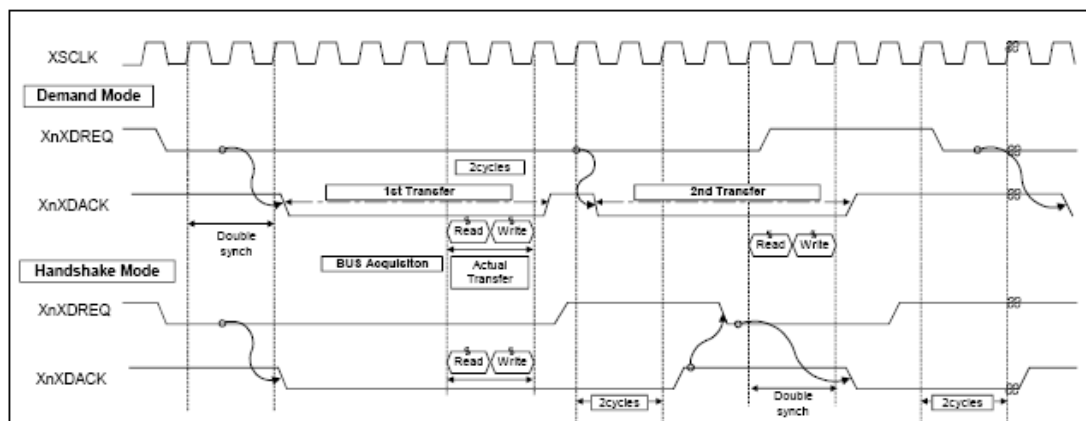 XSCLK
Demand Mode
XnXDREQ
2cycles
1st Transfer
2nd Transfer
XnXDACK
Read Write
Double
synch
Read Write
BUS Acquisiton
Actual
Transfer
Handshake Mode
XnXDREQ
Read Write
XnXDACK
2cycles
Double
synch
2cycles